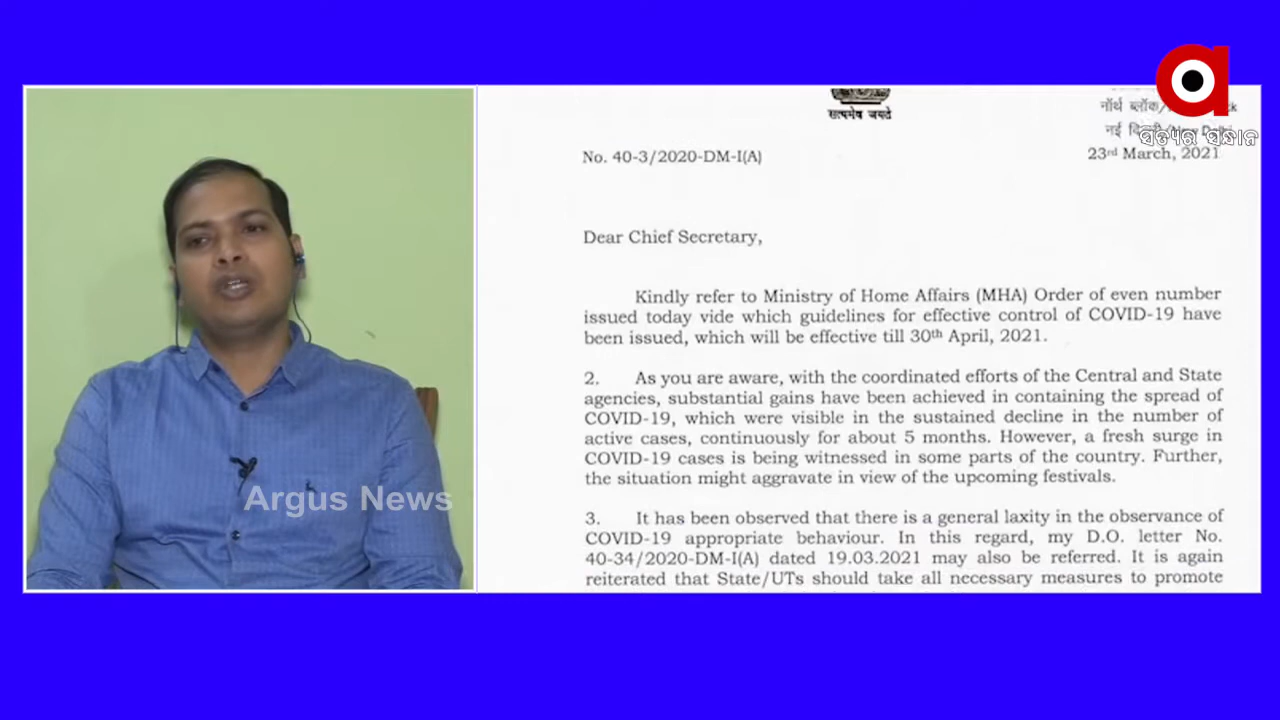 सत्यमेव जयते
नॉर्थ ब्लॉक/
नई
23rd March, 2021
ସତ୍ୟର ସନ୍ଧାନ
No. 40-3/2020-DM-I(A)
Dear Chief Secretary,
Kindly refer to Ministry of Home Affairs (MHA) Order of even number
issued today vide which guidelines for effective control of COVID-19 have
been issued, which will be effective till 30th April, 2021.
2. As you are aware, with the coordinated efforts of the Central and State
agencies, substantial gains have been achieved in containing the spread of
COVID-19, which were visible in the sustained decline in the number of
active cases, continuously for about 5 months. However, a fresh surge in
COVID-19 cases is being witnessed in some parts of the country. Further,
the situation might aggravate in view of the upcoming festivals.
3. It has been observed that there is a general laxity in the observance of
COVID-19 appropriate behaviour. In this regard, my D.O. letter No.
40-34/2020-DM-I(A) dated 19.03.2021 may also be referred. It is again
reiterated that State/UTs should take all necessary measures to promote
Argus News